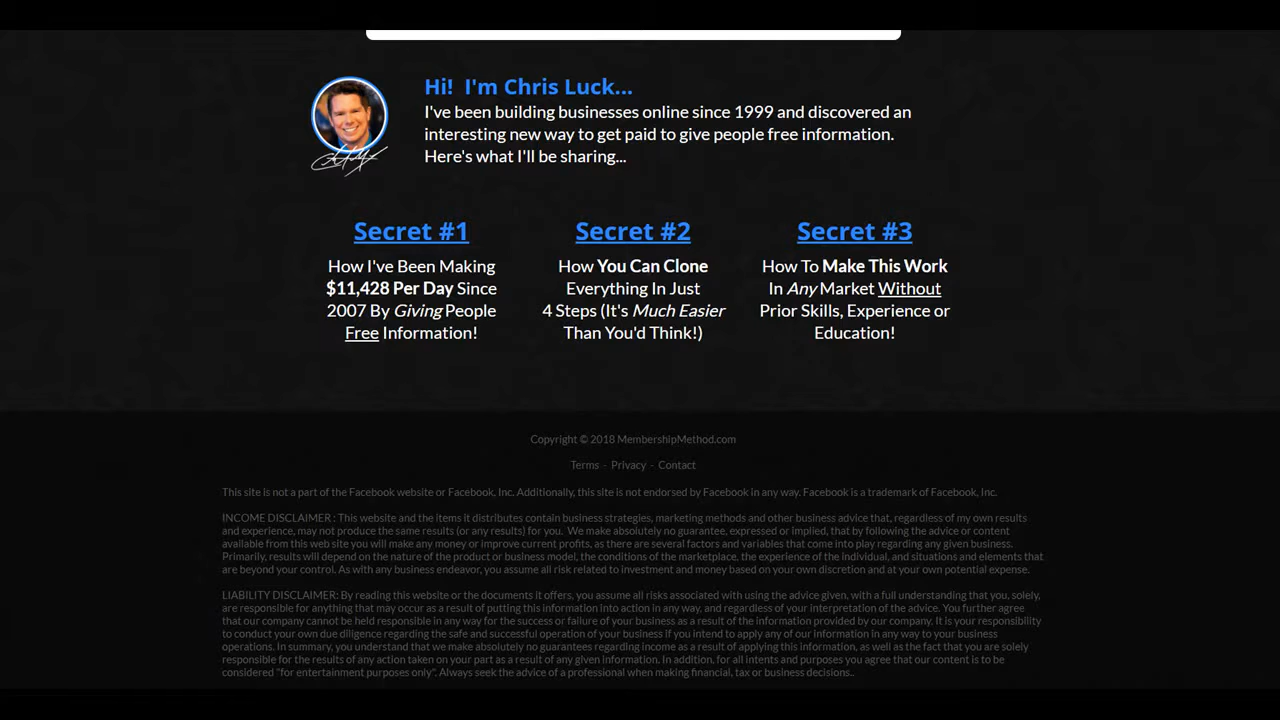 Hi! I'm Chris Luck...
I've been building businesses online since 1999 and discovered an
interesting new way to get paid to give people free information.
Here's what I'll be sharing...
Secret #1
How I've Been Making
$11,428 Per Day Since
2007 By Giving People
Free Information!
Secret #2
How You Can Clone
Everything In Just
4 Steps (It's Much Easier
Than You'd Think!)
Secret #3
How To Make This Work
In Any Market Without
Prior Skills, Experience or
Education!
Copyright © 2018 MembershipMethod.com
Terms - Privacy - Contact
This site is not a part of the Facebook website or Facebook, Inc. Additionally, this site is not endorsed by Facebook in any way. Facebook is a trademark of Facebook, Inc.
INCOME DISCLAIMER : This website and the items it distributes contain business strategies, marketing methods and other business advice that, regardless of my own results
and experience, may not produce the same results (or any results) for you. We make absolutely no guarantee, expressed or implied, that by following the advice or content
available from this web site you will make any money or improve current profits, as there are several factors and variables that come into play regarding any given business.
Primarily, results will depend on the nature of the product or business model, the conditions of the marketplace, the experience of the individual, and situations and elements that
are beyond your control. As with any business endeavor, you assume all risk related to investment and money based on your own discretion and at your own potential expense.
LIABILITY DISCLAIMER: By reading this website or the documents it offers, you assume all risks associated with using the advice given, with a full understanding that you, solely,
are responsible for anything that may occur as a result of putting this information into action in any way, and regardless of your interpretation of the advice. You further agree
that our company cannot be held responsible in any way for the success or failure of your business as a result of the information provided by our company. It is your responsibility
to conduct your own due diligence regarding the safe and successful operation of your business if you intend to apply any of our information in any way to your business
operations. In summary, you understand that we make absolutely no guarantees regarding income as a result of applying this information, as well as the fact that you are solely
responsible for the results of any action taken on your part as a result of any given information. In addition, for all intents and purposes you agree that our content is to be
considered "for entertainment purposes only". Always seek the advice of a professional when making financial, tax or business decisions..